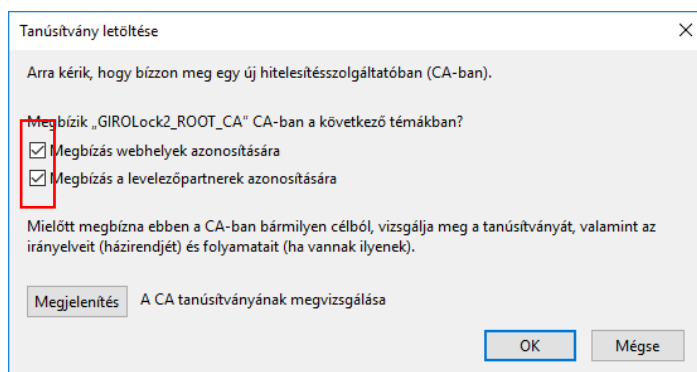 Tanúsítvány letöltése
Arra kérik, hogy bízzon meg egy új hitelesítésszolgáltatóban (CA-ban).
Megbízik „GIROLock2_ROOT_CA" CA-ban a következő témákban?
Megbízás webhelyek azonosítására
Megbízás a levelezőpartnerek azonosítására
Mielőtt megbízna ebben a CA-ban bármilyen célból, vizsgálja meg a tanúsítványát, valamint az
irányelveit (házirendjét) és folyamatait (ha vannak ilyenek).
Megjelenítés A CA tanúsítványának megvizsgálása
OK Mégse